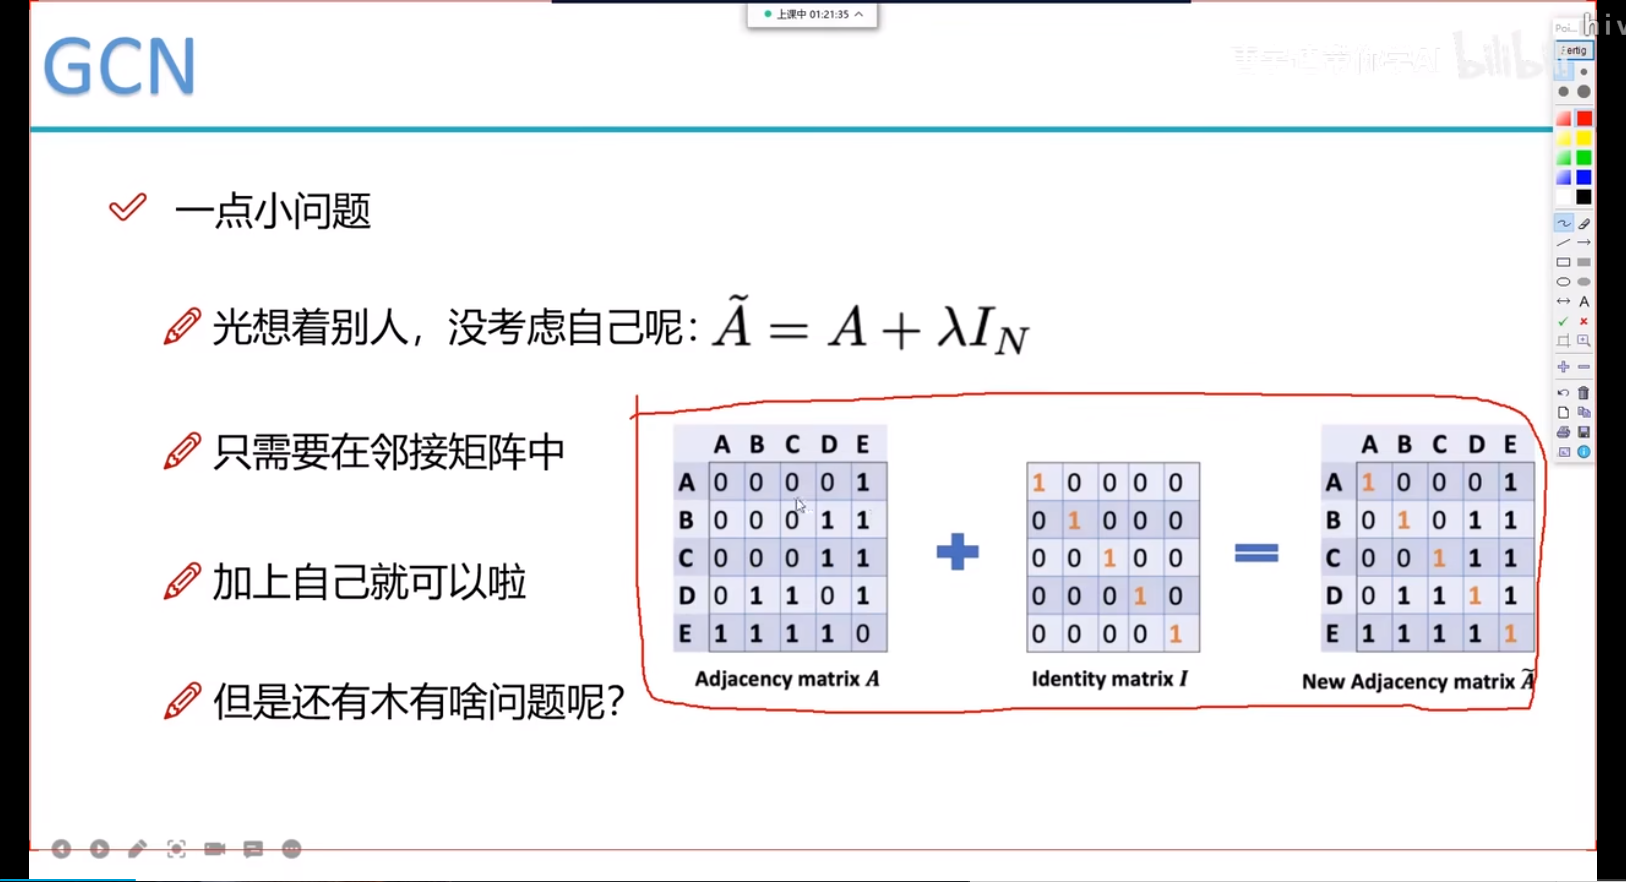 上课中 01:21:35
GCN
bilibili
Fertig
一点小问题
光想着别人，没考虑自己呢：Ã = A + λI_N
只需要在邻接矩阵中
加上自己就可以啦
但是还有木有啥问题呢？
A B C D E
A 0 0 0 0 1
B 0 0 0 1 1
C 0 0 0 1 1
D 0 1 1 0 1
E 1 1 1 1 0
Adjacency matrix A
1 0 0 0 0
0 1 0 0 0
0 0 1 0 0
0 0 0 1 0
0 0 0 0 1
Identity matrix I
A B C D E
A 1 0 0 0 1
B 0 1 0 1 1
C 0 0 1 1 1
D 0 1 1 1 1
E 1 1 1 1 1
New Adjacency matrix Ã